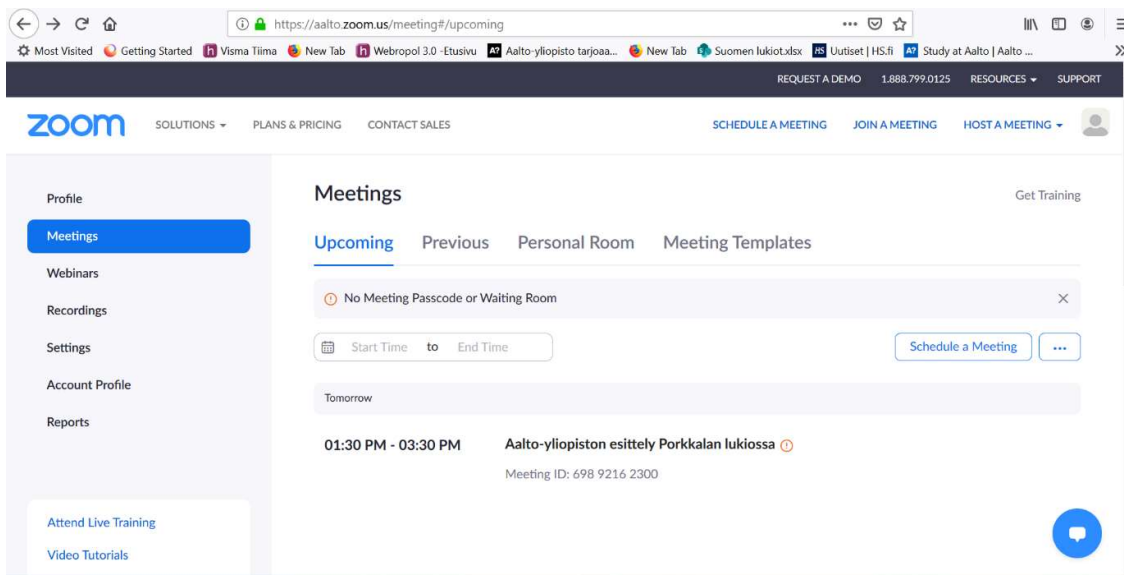 https://aalto.zoom.us/meeting#/upcoming
Most Visited Getting Started Visma Tiima New Tab Webropol 3.0 -Etusivu Aalto-yliopisto tarjoaa... New Tab Suomen lukiot.xlsx Uutiset | HS.fi Study at Aalto | Aalto ...
REQUEST A DEMO 1.888.799.0125 RESOURCES SUPPORT
zoom SOLUTIONS PLANS & PRICING CONTACT SALES SCHEDULE A MEETING JOIN A MEETING HOST A MEETING
Profile
Meetings
Webinars
Recordings
Settings
Account Profile
Reports
Attend Live Training
Video Tutorials
Meetings Get Training
Upcoming Previous Personal Room Meeting Templates
No Meeting Passcode or Waiting Room
Start Time to End Time Schedule a Meeting
Tomorrow
01:30 PM - 03:30 PM Aalto-yliopiston esittely Porkkalan lukiossa
Meeting ID: 698 9216 2300